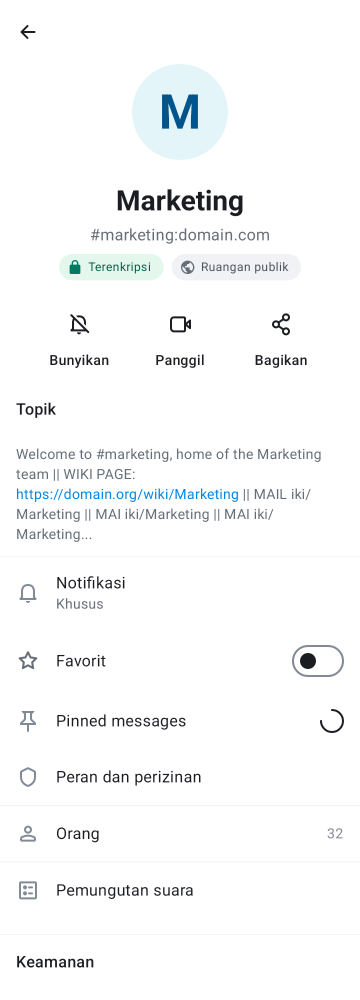 M
Marketing
#marketing:domain.com
Terenkripsi Ruangan publik
Bunyikan Panggil Bagikan
Topik
Welcome to #marketing, home of the Marketing
team || WIKI PAGE:
https://domain.org/wiki/Marketing || MAIL iki/
Marketing || MAI iki/Marketing || MAI iki/
Marketing...
Notifikasi
Khusus
Favorit
Pinned messages
Peran dan perizinan
Orang 32
Pemungutan suara
Keamanan